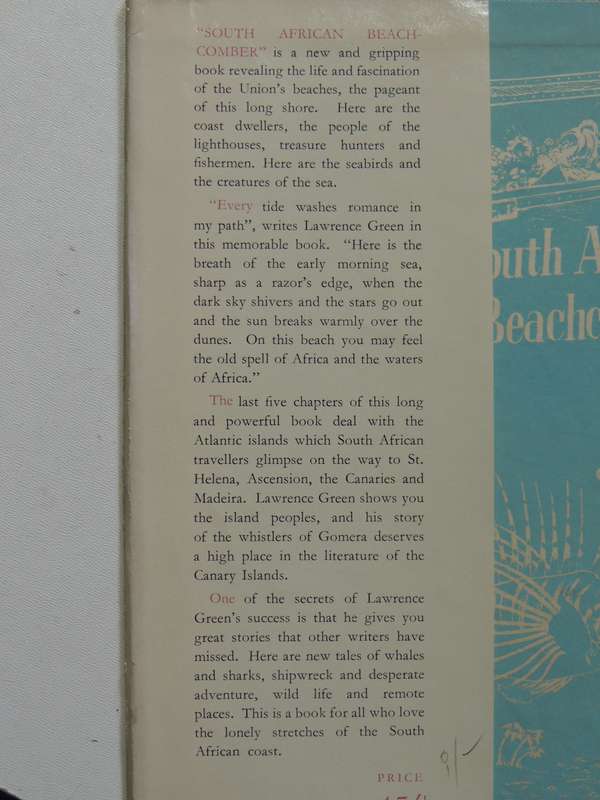 "SOUTH AFRICAN BEACH-
COMBER" is a new and gripping
book revealing the life and fascination
of the Union's beaches, the pageant
of this long shore. Here are the
coast dwellers, the people of the
lighthouses, treasure hunters and
fishermen. Here are the seabirds and
the creatures of the sea.
"Every tide washes romance in
my path", writes Lawrence Green in
this memorable book. "Here is the
breath of the early morning sea,
sharp as a razor's edge, when the
dark sky shivers and the stars go out
and the sun breaks warmly over the
dunes. On this beach you may feel
the old spell of Africa and the waters
of Africa."
The last five chapters of this long
and powerful book deal with the
Atlantic islands which South African
travellers glimpse on the way to St.
Helena, Ascension, the Canaries and
Madeira. Lawrence Green shows you
the island peoples, and his story
of the whistlers of Gomera deserves
a high place in the literature of the
Canary Islands.
One of the secrets of Lawrence
Green's success is that he gives you
great stories that other writers have
missed. Here are new tales of whales
and sharks, shipwreck and desperate
adventure, wild life and remote
places. This is a book for all who love
the lonely stretches of the South
African coast.
PRICE
outh A
Beachc